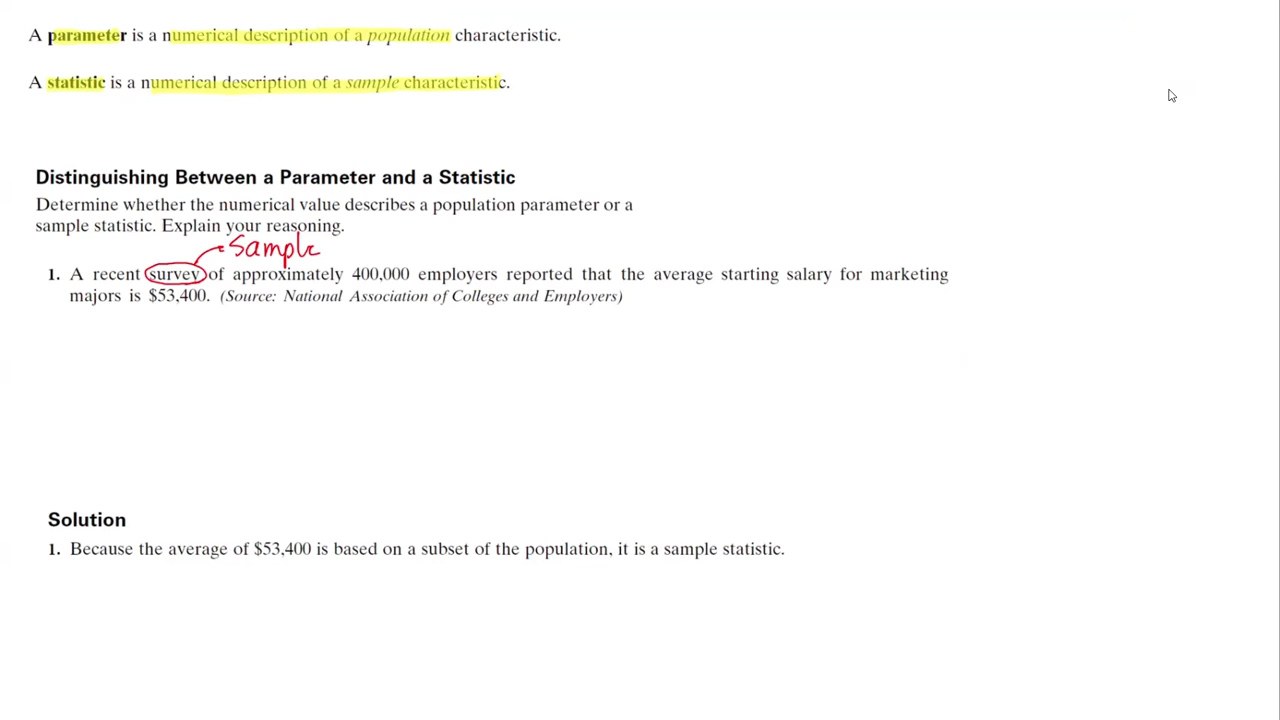 A parameter is a numerical description of a population characteristic.
A statistic is a numerical description of a sample characteristic.
Distinguishing Between a Parameter and a Statistic
Determine whether the numerical value describes a population parameter or a
sample statistic. Explain your reasoning.
Sample
1. A recent survey of approximately 400,000 employers reported that the average starting salary for marketing
majors is $53,400. (Source: National Association of Colleges and Employers)
Solution
1. Because the average of $53,400 is based on a subset of the population, it is a sample statistic.